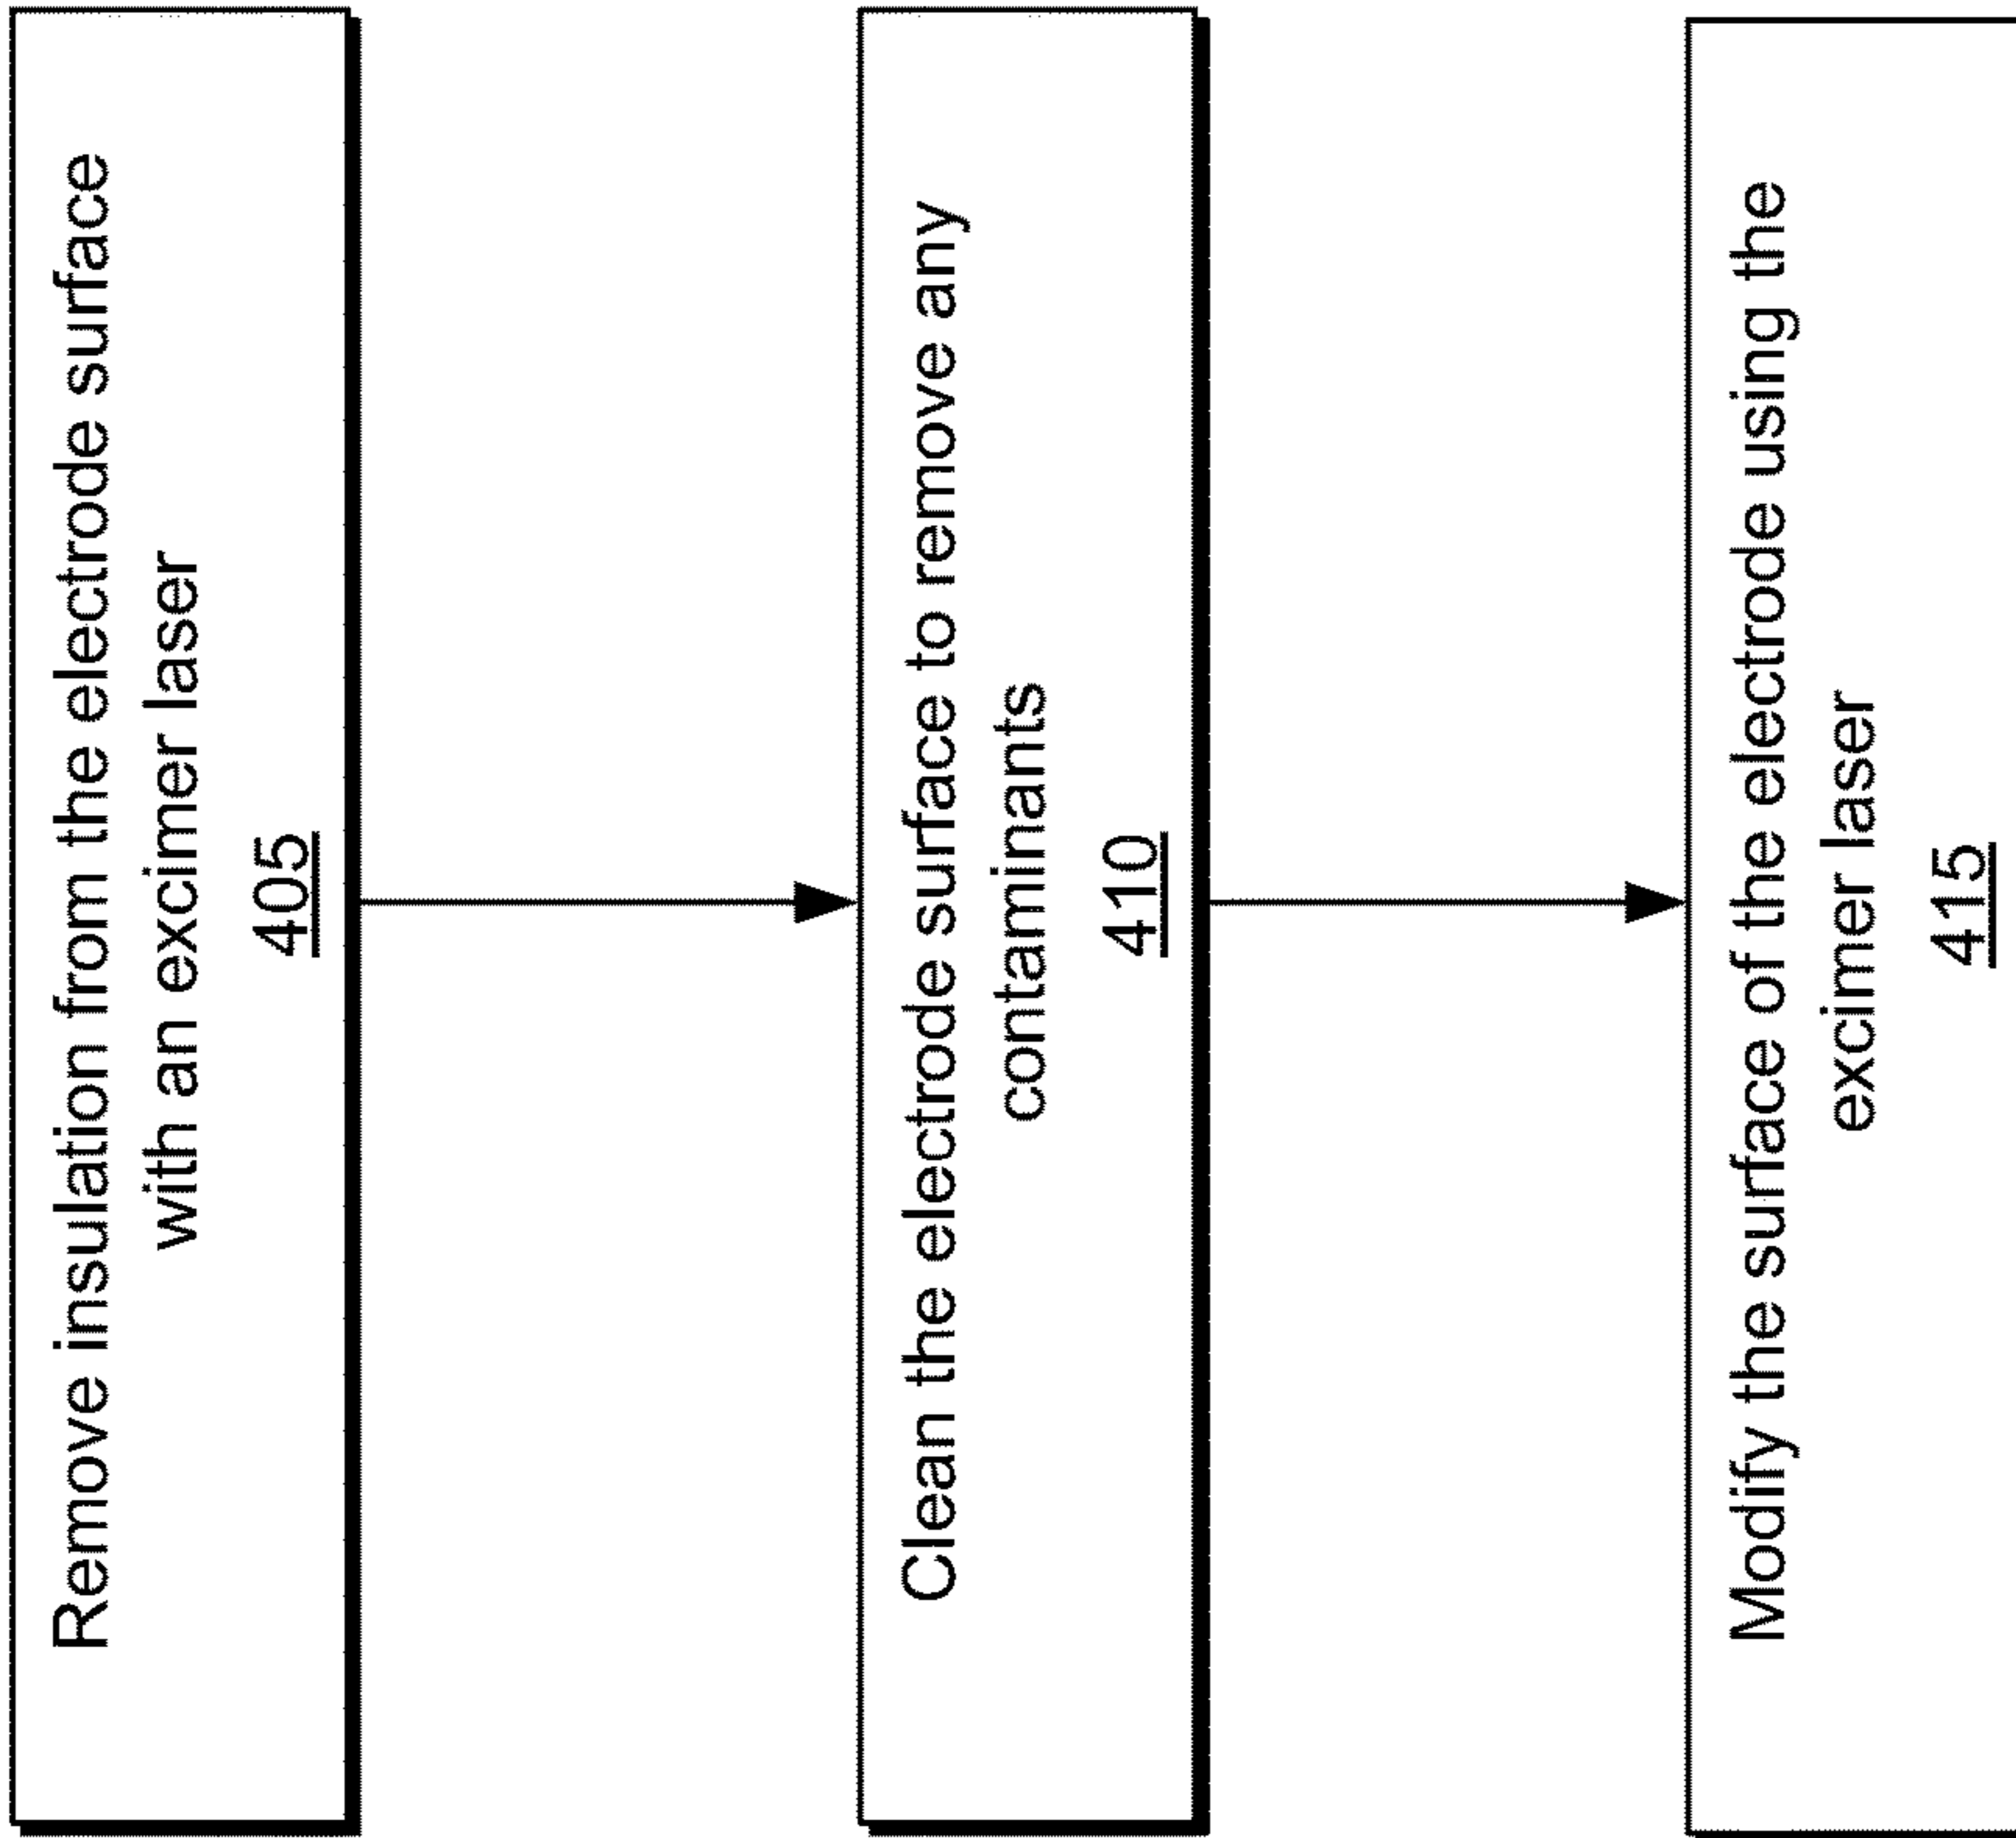 Remove insulation from the electrode surface
with an excimer laser
405
Clean the electrode surface to remove any
contaminants
410
Modify the surface of the electrode using the
excimer laser
415